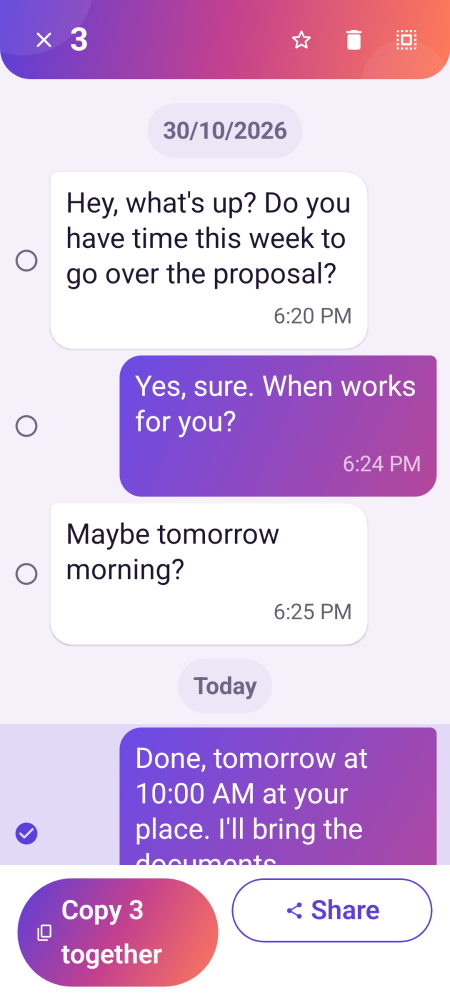 3
30/10/2026
Hey, what's up? Do you
have time this week to
go over the proposal?
6:20 PM
Yes, sure. When works
for you?
6:24 PM
Maybe tomorrow
morning?
6:25 PM
Today
Done, tomorrow at
10:00 AM at your
place. I'll bring the
documents
Copy 3
together
Share